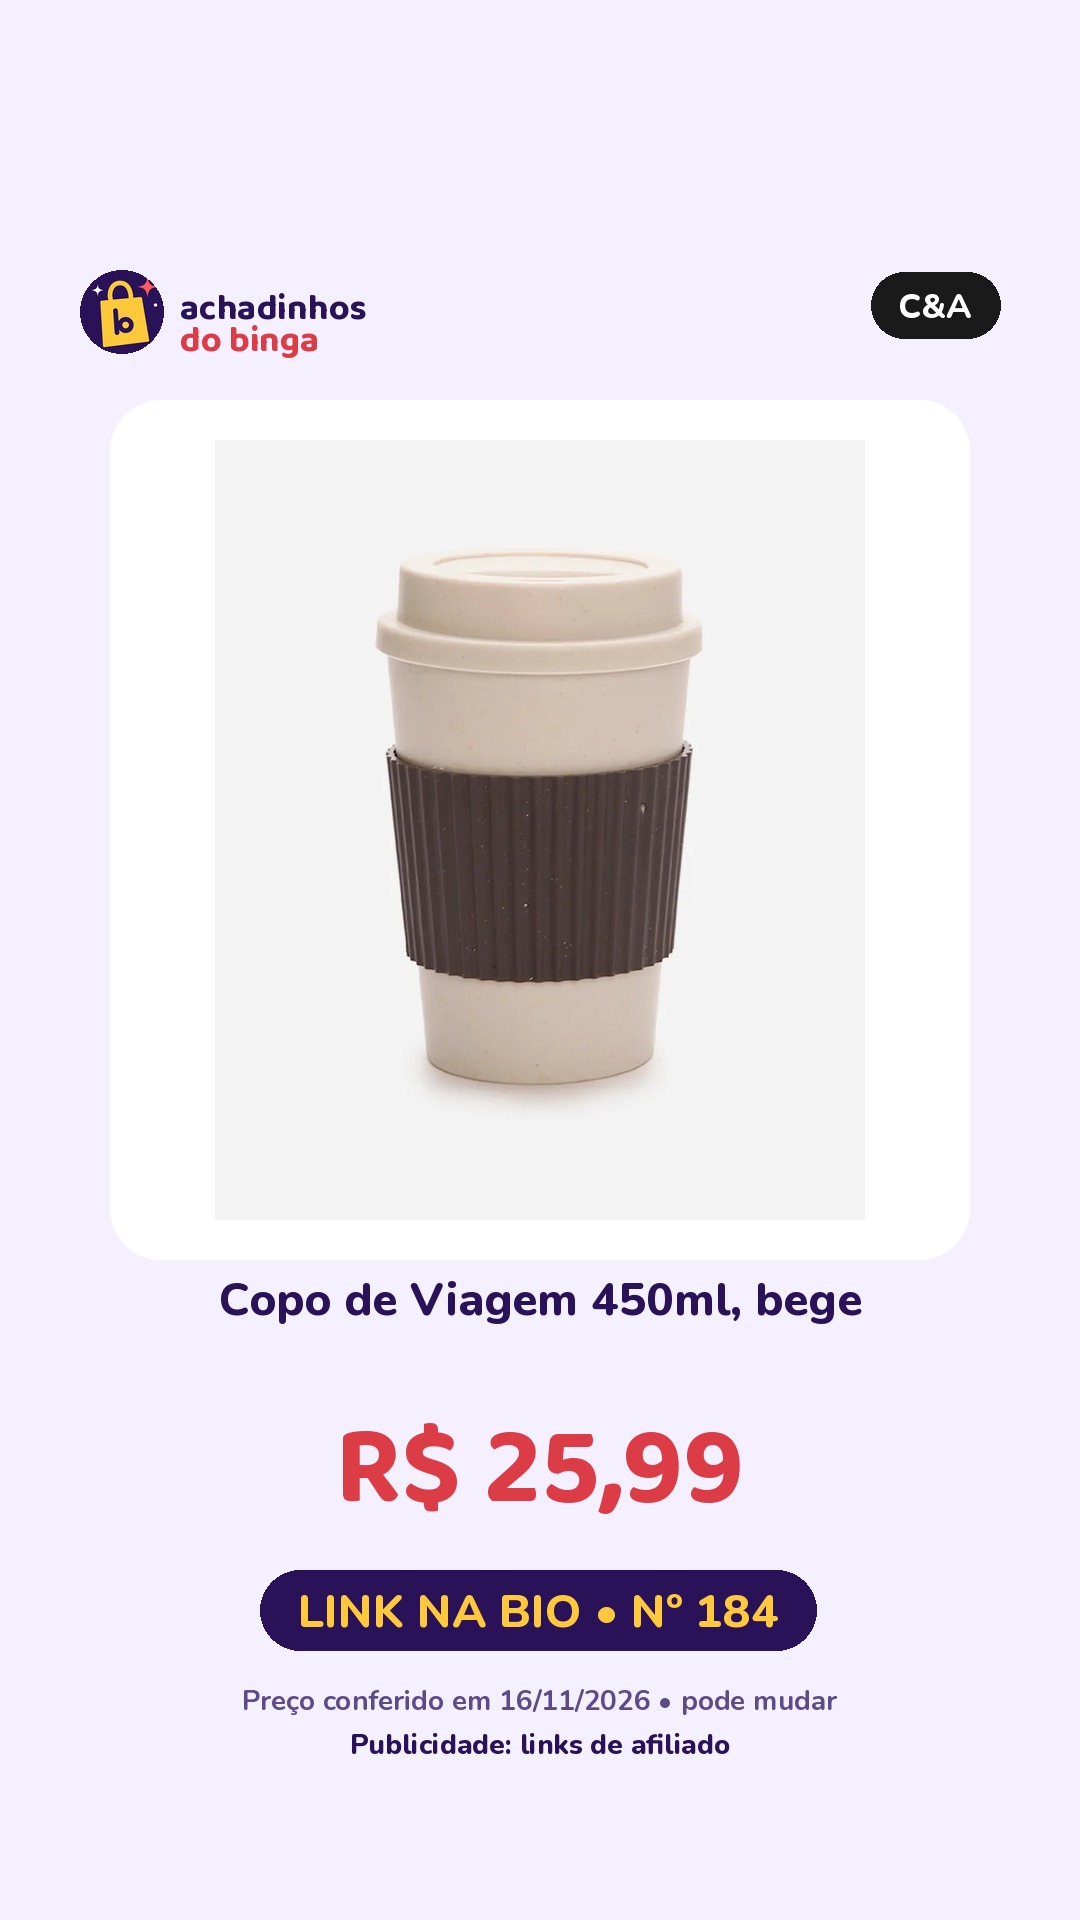 b
achadinhos
do binga
C&A
Copo de Viagem 450ml, bege
R$ 25,99
LINK NA BIO • Nº 184
Preço conferido em 16/11/2026 • pode mudar
Publicidade: links de afiliado